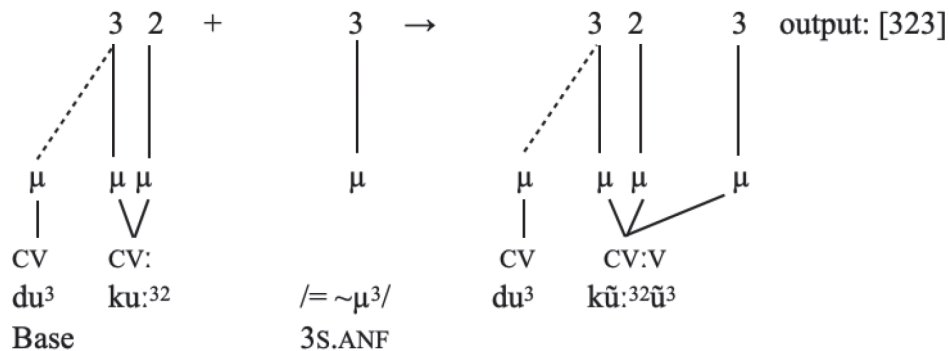 3 2 + 3 → 3 2 3 output: [323]
μ μ μ μ μ μ μ μ
CV CV: CV CV:V
du³ ku:³² /= ~μ³/ du³ kũ:³²ũ³
Base 3S.ANF